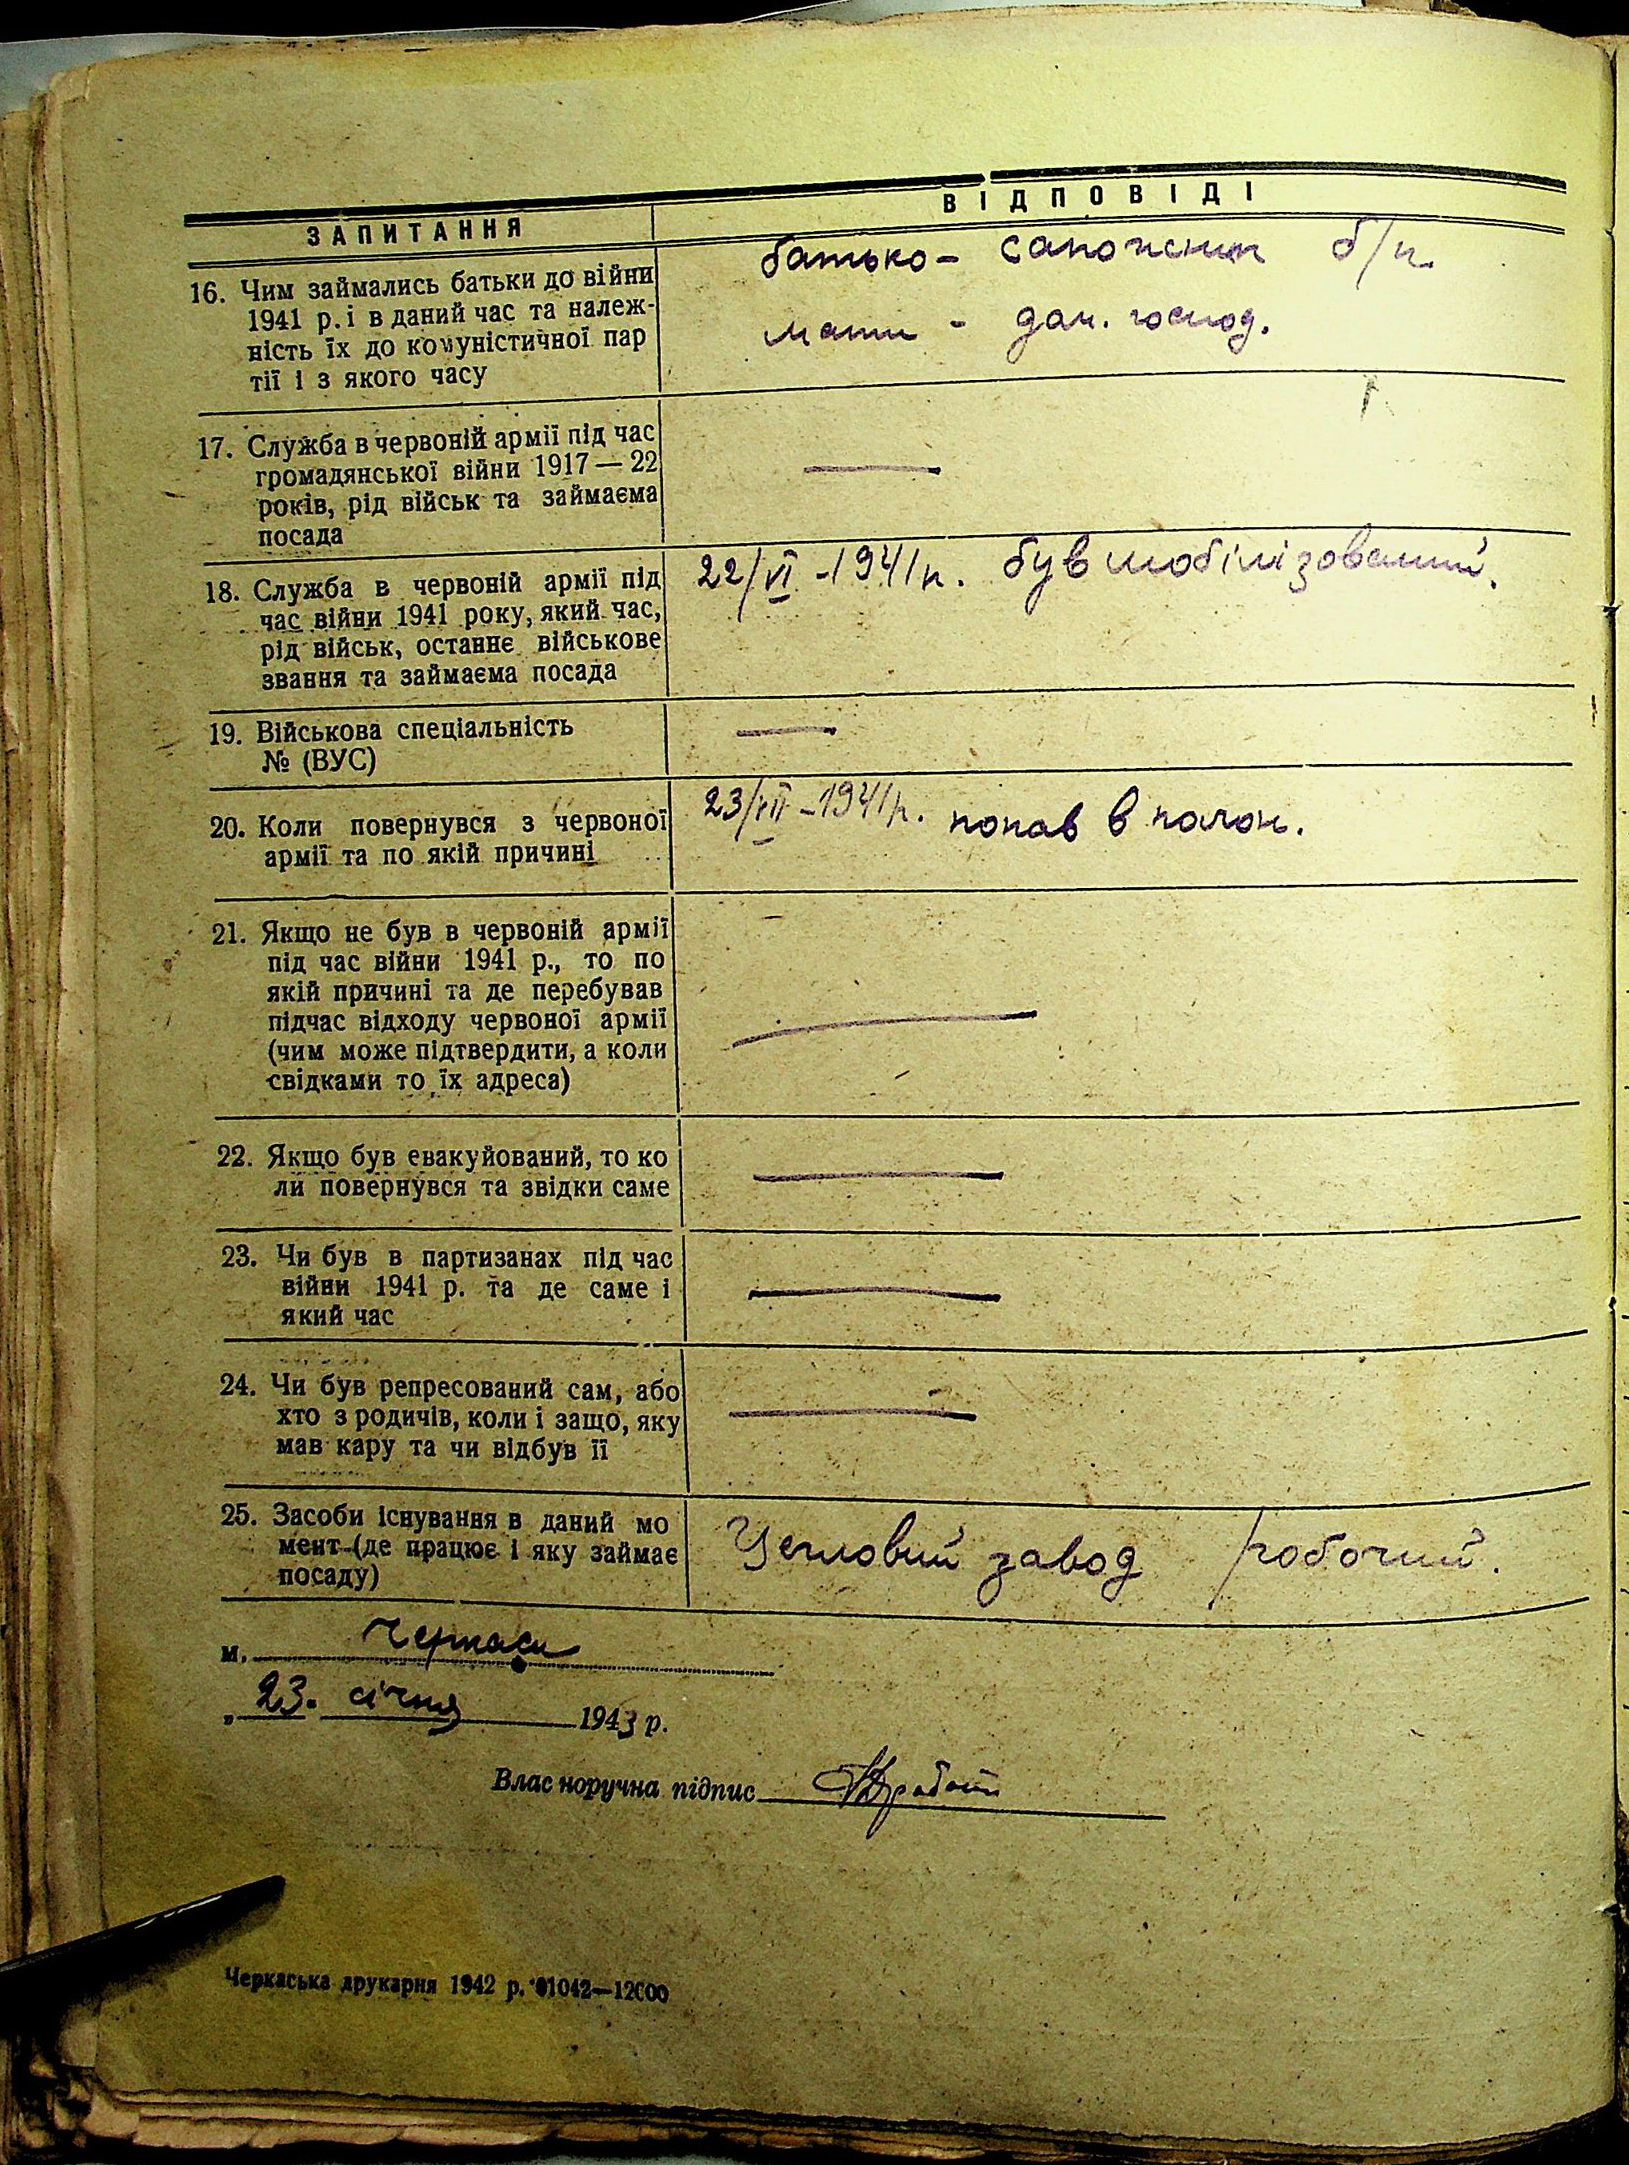 ЗАПИТАННЯ
ВІДПОВІДІ
16. Чим займались батьки до війни
1941 р. і в даний час та належ-
ність їх до комуністичної пар
тії і з якого часу
батько - сапожник б/п.
мати - дом. господ.
17. Служба в червоній армії під час
громадянської війни 1917 — 22
років, рід військ та займаєма
посада
—
18. Служба в червоній армії під
час війни 1941 року, який час,
рід військ, останнє військове
звання та займаєма посада
22/VI - 1941 р. був мобілізований.
19. Військова спеціальність
№ (ВУС)
—
20. Коли повернувся з червоної
армії та по якій причині
23/VII - 1941 р. попав в полон.
21. Якщо не був в червоній армії
під час війни 1941 р., то по
якій причині та де перебував
підчас відходу червоної армії
(чим може підтвердити, а коли
свідками то їх адреса)
—
22. Якщо був евакуйований, то ко
ли повернувся та звідки саме
—
23. Чи був в партизанах під час
війни 1941 р. та де саме і
який час
—
24. Чи був репресований сам, або
хто з родичів, коли і защо, яку
мав кару та чи відбув її
—
25. Засоби існування в даний мо
мент (де працює і яку займає
посаду)
Цегловий завод робочий.
м. Черкаси
„ 23. січня 1943 р.
Власноручна підпис
Черкаська друкарня 1942 р. 01042—12000